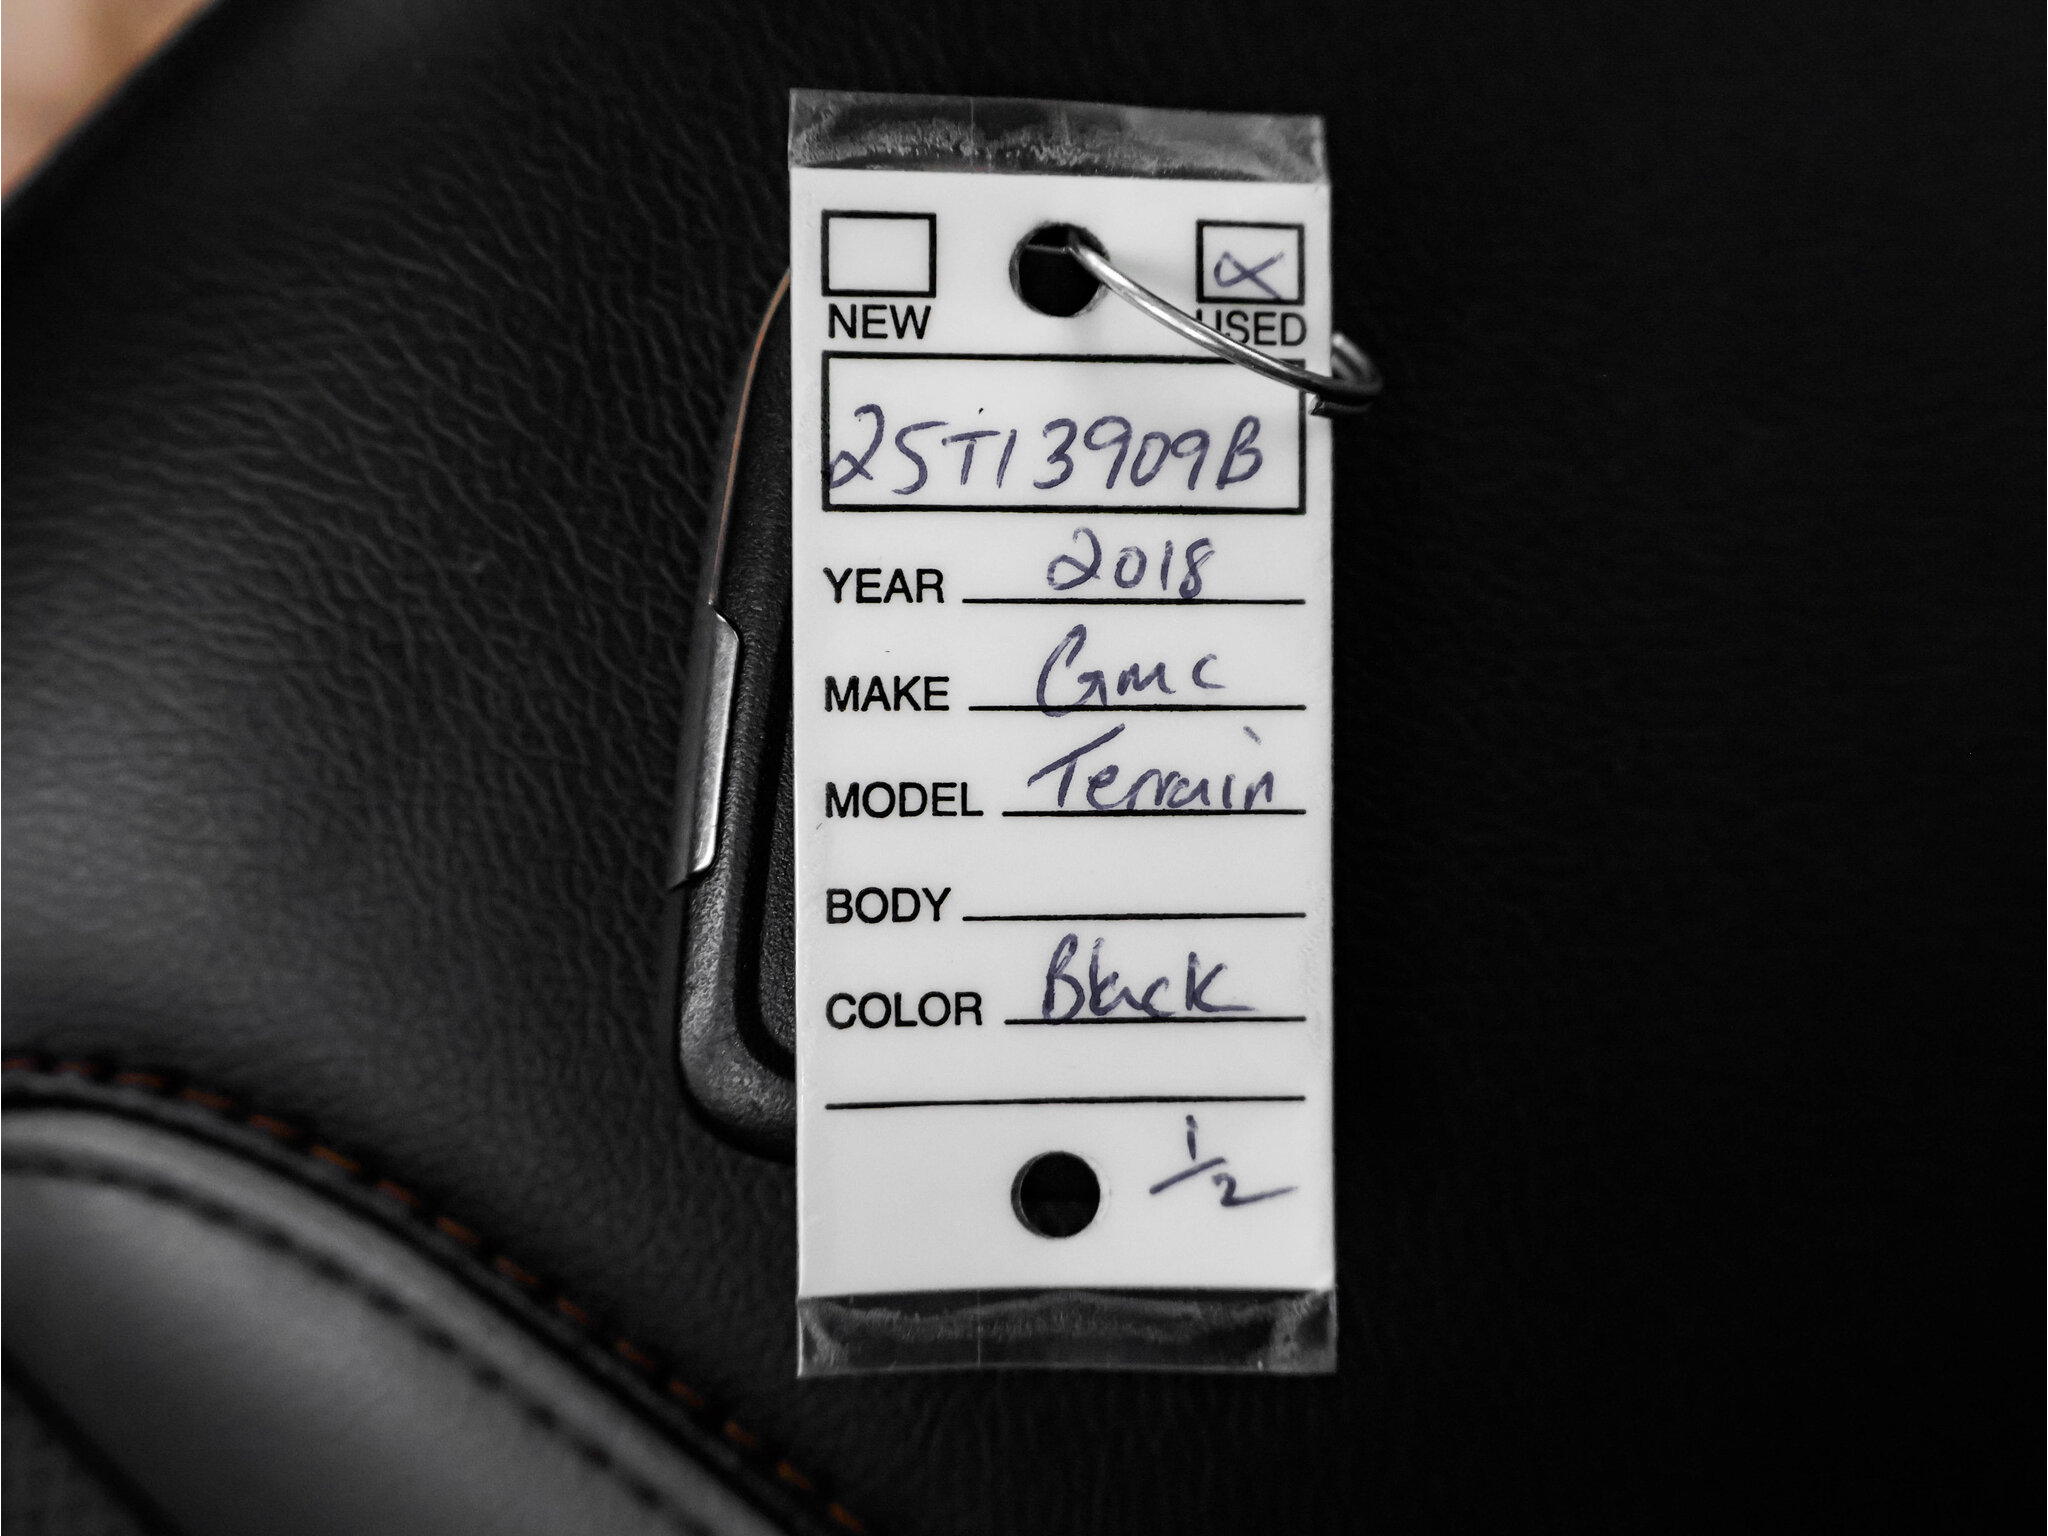 NEW USED
25T13909B
YEAR 2018
MAKE Gmc
MODEL Terrain
BODY
COLOR Black
1/2